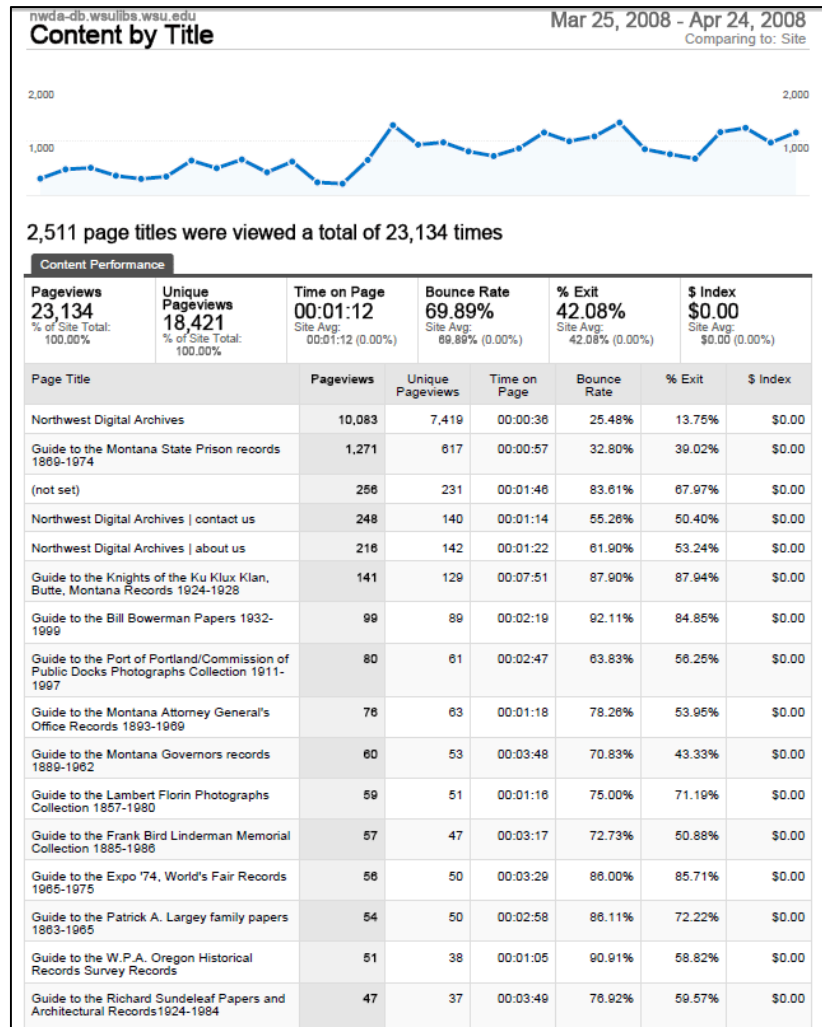 nwda-db.wsulibs.wsu.edu
Content by Title
Mar 25, 2008 - Apr 24, 2008
Comparing to: Site
2,000 2,000
1,000 1,000
2,511 page titles were viewed a total of 23,134 times
Content Performance
Pageviews
23,134
% of Site Total:
100.00%
Unique
Pageviews
18,421
% of Site Total:
100.00%
Time on Page
00:01:12
Site Avg:
00:01:12 (0.00%)
Bounce Rate
69.89%
Site Avg:
69.89% (0.00%)
% Exit
42.08%
Site Avg:
42.08% (0.00%)
$ Index
$0.00
Site Avg:
$0.00 (0.00%)
Page Title Pageviews Unique Pageviews Time on Page Bounce Rate % Exit $ Index
Northwest Digital Archives 10,083 7,419 00:00:36 25.48% 13.75% $0.00
Guide to the Montana State Prison records
1869-1974 1,271 617 00:00:57 32.80% 39.02% $0.00
(not set) 256 231 00:01:46 83.61% 67.97% $0.00
Northwest Digital Archives | contact us 248 140 00:01:14 55.26% 50.40% $0.00
Northwest Digital Archives | about us 216 142 00:01:22 61.90% 53.24% $0.00
Guide to the Knights of the Ku Klux Klan,
Butte, Montana Records 1924-1928 141 129 00:07:51 87.90% 87.94% $0.00
Guide to the Bill Bowerman Papers 1932-
1999 99 89 00:02:19 92.11% 84.85% $0.00
Guide to the Port of Portland/Commission of
Public Docks Photographs Collection 1911-
1997 80 61 00:02:47 63.83% 56.25% $0.00
Guide to the Montana Attorney General's
Office Records 1893-1969 76 63 00:01:18 78.26% 53.95% $0.00
Guide to the Montana Governors records
1889-1962 60 53 00:03:48 70.83% 43.33% $0.00
Guide to the Lambert Florin Photographs
Collection 1857-1980 59 51 00:01:16 75.00% 71.19% $0.00
Guide to the Frank Bird Linderman Memorial
Collection 1885-1986 57 47 00:03:17 72.73% 50.88% $0.00
Guide to the Expo '74, World's Fair Records
1965-1975 56 50 00:03:29 86.00% 85.71% $0.00
Guide to the Patrick A. Largey family papers
1863-1965 54 50 00:02:58 86.11% 72.22% $0.00
Guide to the W.P.A. Oregon Historical
Records Survey Records 51 38 00:01:05 90.91% 58.82% $0.00
Guide to the Richard Sundeleaf Papers and
Architectural Records1924-1984 47 37 00:03:49 76.92% 59.57% $0.00